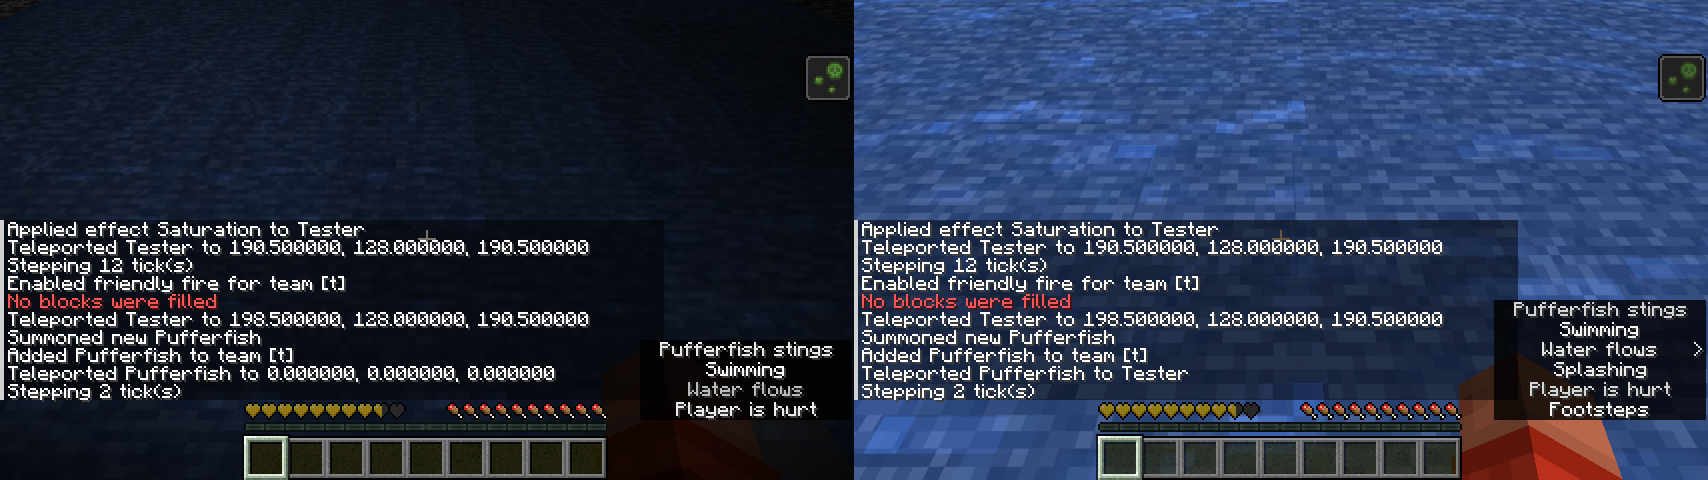 Applied effect Saturation to Tester
Teleported Tester to 190.500000, 128.000000, 190.500000
Stepping 12 tick(s)
Enabled friendly fire for team [t]
No blocks were filled
Teleported Tester to 198.500000, 128.000000, 190.500000
Summoned new Pufferfish
Added Pufferfish to team [t]
Teleported Pufferfish to 0.000000, 0.000000, 0.000000
Stepping 2 tick(s)
Pufferfish stings
Swimming
Water flows
Player is hurt
Applied effect Saturation to Tester
Teleported Tester to 190.500000, 128.000000, 190.500000
Stepping 12 tick(s)
Enabled friendly fire for team [t]
No blocks were filled
Teleported Tester to 198.500000, 128.000000, 190.500000
Summoned new Pufferfish
Added Pufferfish to team [t]
Teleported Pufferfish to Tester
Stepping 2 tick(s)
Pufferfish stings
Swimming
Water flows >
Splashing
Player is hurt
Footsteps